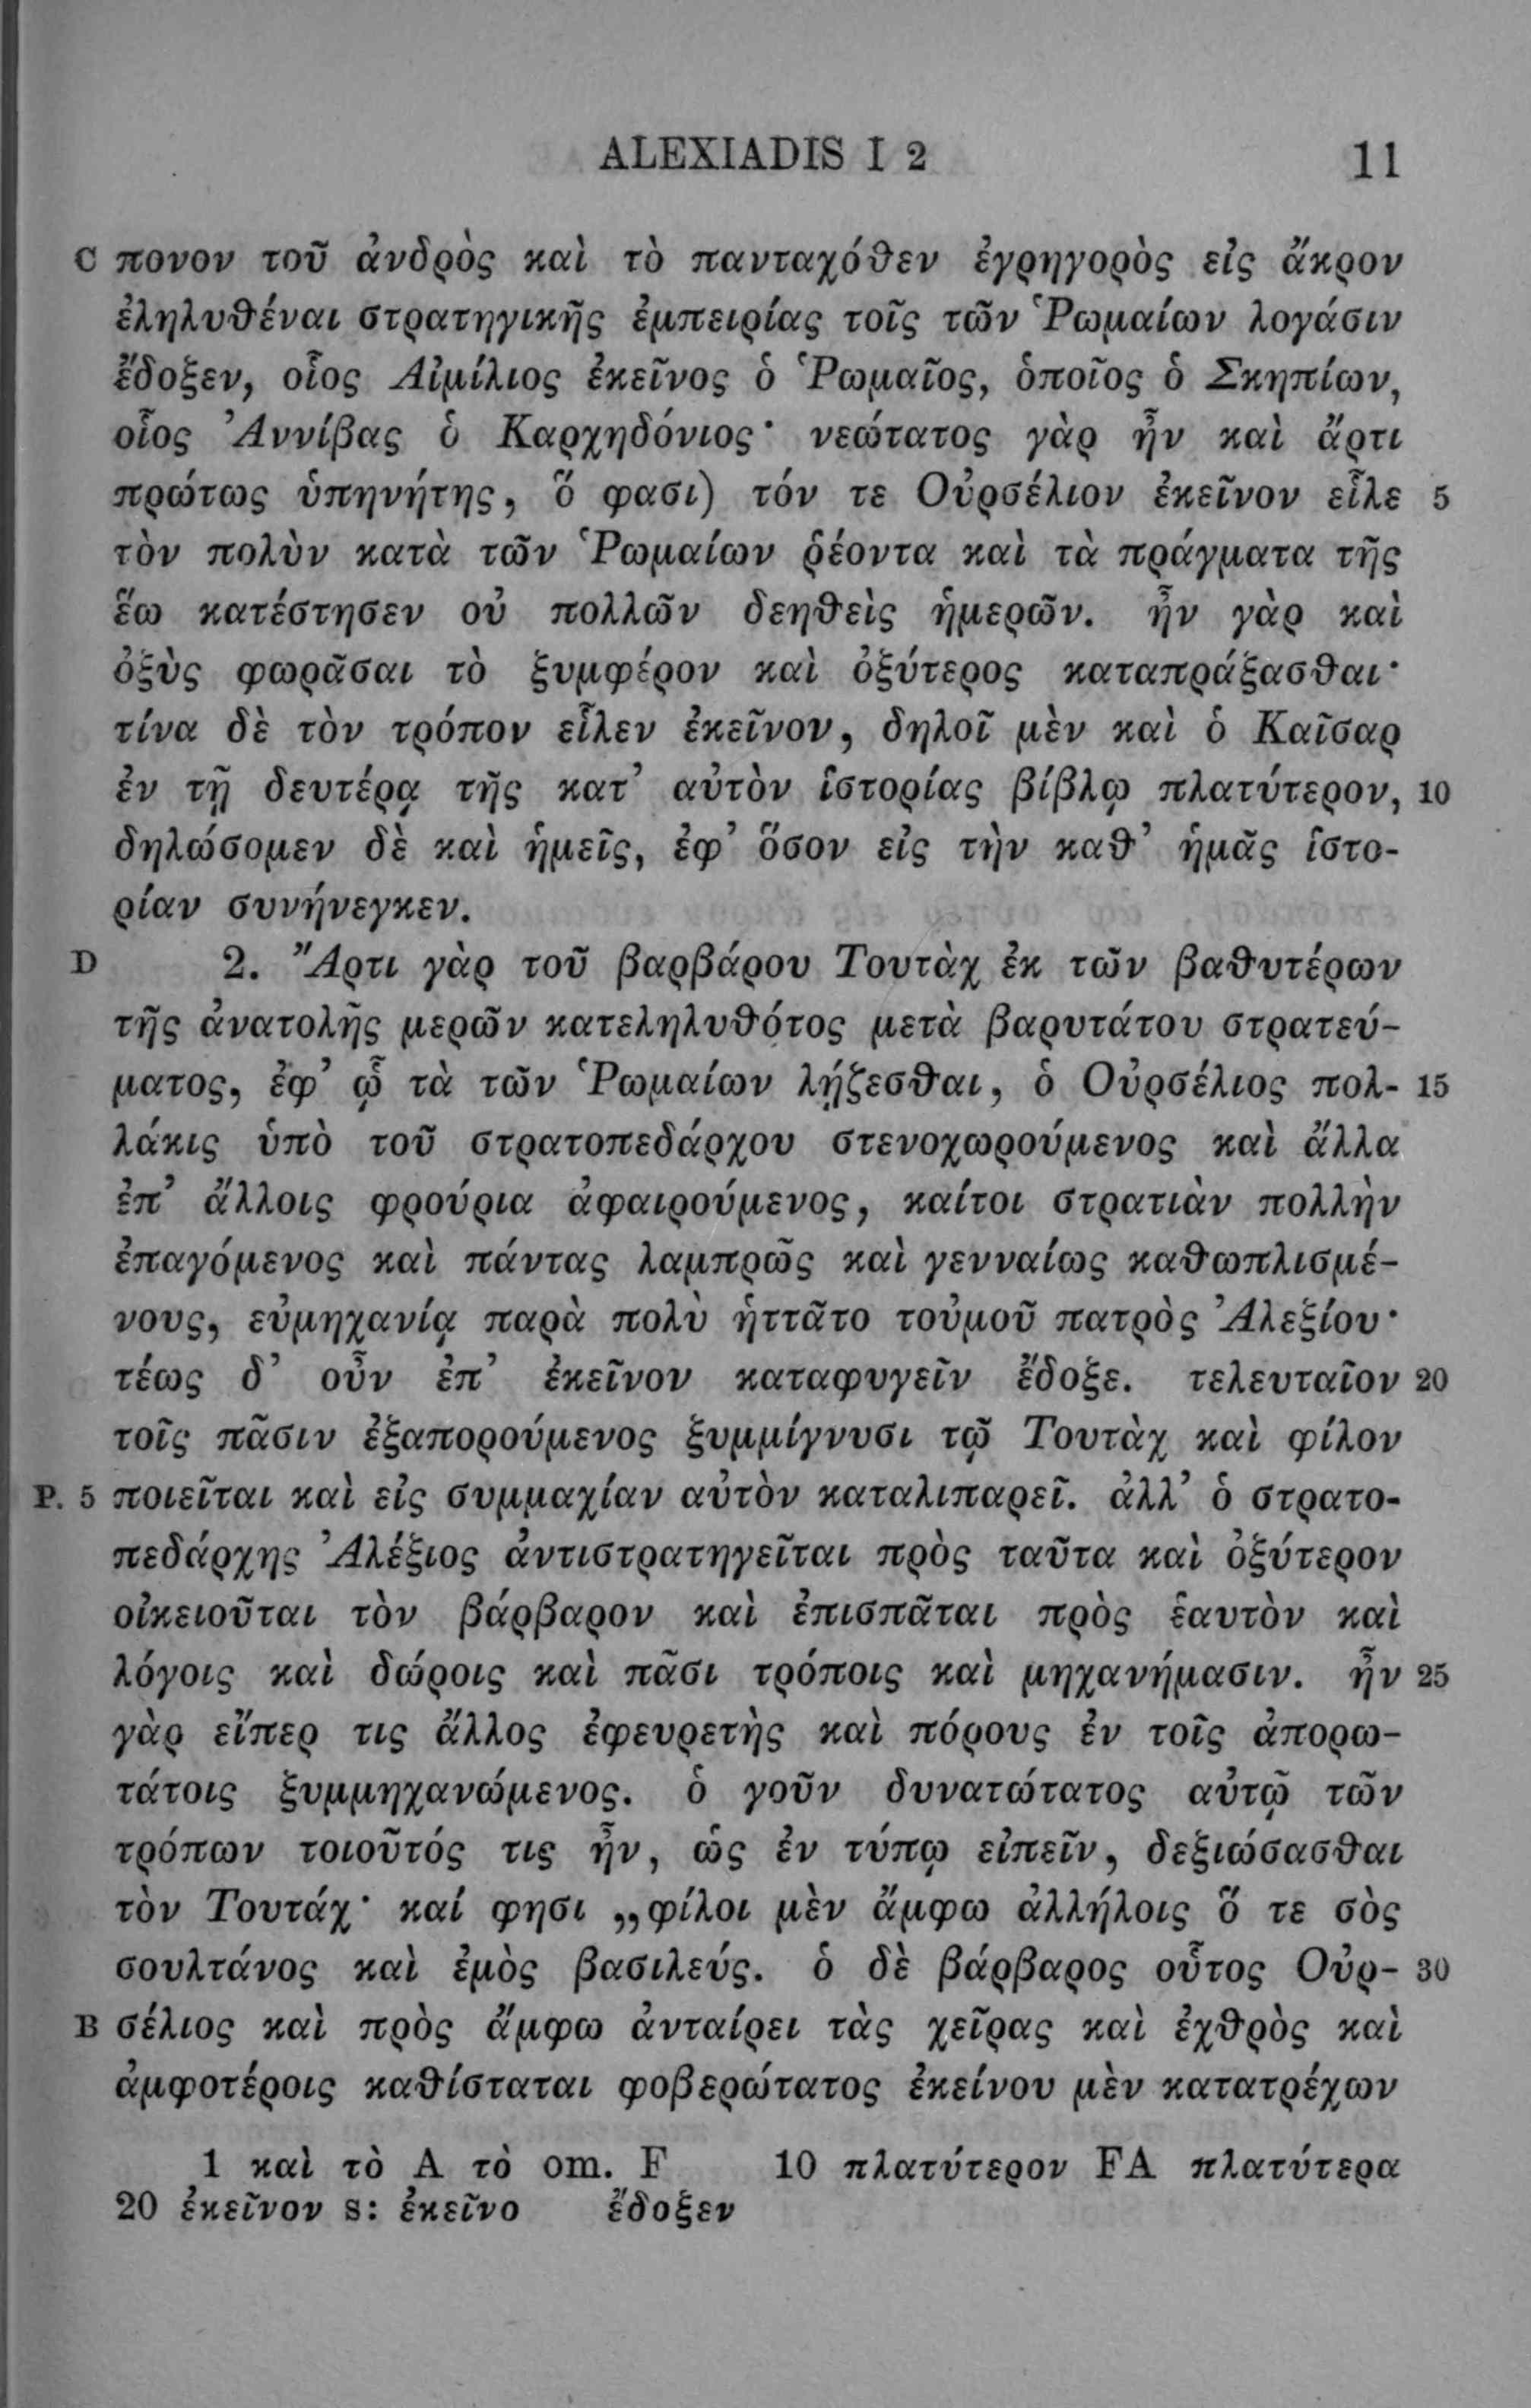 ALEXIADIS I 2 11
C πονον τοῦ ἀνδρὸς καὶ τὸ πανταχόθεν ἐγρηγορὸς εἰς ἄκρον
ἐληλυθέναι στρατηγικῆς ἐμπειρίας τοῖς τῶν Ῥωμαίων λογάσιν
ἔδοξεν, οἷος Αἰμίλιος ἐκεῖνος ὁ Ῥωμαῖος, ὁποῖος ὁ Σκηπίων,
οἷος Ἀννίβας ὁ Καρχηδόνιος· νεώτατος γὰρ ἦν καὶ ἄρτι
πρώτως ὑπηνήτης, ὅ φασι) τόν τε Οὐρσέλιον ἐκεῖνον εἷλε 5
τὸν πολὺν κατὰ τῶν Ῥωμαίων ῥέοντα καὶ τὰ πράγματα τῆς
ἕω κατέστησεν οὐ πολλῶν δεηθεὶς ἡμερῶν. ἦν γὰρ καὶ
ὀξὺς φωρᾶσαι τὸ ξυμφέρον καὶ ὀξύτερος καταπράξασθαι·
τίνα δὲ τὸν τρόπον εἷλεν ἐκεῖνον, δηλοῖ μὲν καὶ ὁ Καῖσαρ
ἐν τῇ δευτέρᾳ τῆς κατ’ αὐτὸν ἱστορίας βίβλῳ πλατύτερον, 10
δηλώσομεν δὲ καὶ ἡμεῖς, ἐφ’ ὅσον εἰς τὴν καθ’ ἡμᾶς ἱστο-
ρίαν συνήνεγκεν.
D 2. Ἄρτι γὰρ τοῦ βαρβάρου Τουτὰχ ἐκ τῶν βαθυτέρων
τῆς ἀνατολῆς μερῶν κατεληλυθότος μετὰ βαρυτάτου στρατεύ-
ματος, ἐφ’ ᾧ τὰ τῶν Ῥωμαίων λῄζεσθαι, ὁ Οὐρσέλιος πολ- 15
λάκις ὑπὸ τοῦ στρατοπεδάρχου στενοχωρούμενος καὶ ἄλλα
ἐπ’ ἄλλοις φρούρια ἀφαιρούμενος, καίτοι στρατιὰν πολλὴν
ἐπαγόμενος καὶ πάντας λαμπρῶς καὶ γενναίως καθωπλισμέ-
νους, εὐμηχανίᾳ παρὰ πολὺ ἡττᾶτο τοὐμοῦ πατρὸς Ἀλεξίου·
τέως δ’ οὖν ἐπ’ ἐκεῖνον καταφυγεῖν ἔδοξε. τελευταῖον 20
τοῖς πᾶσιν ἐξαπορούμενος ξυμμίγνυσι τῷ Τουτὰχ καὶ φίλον
P. 5 ποιεῖται καὶ εἰς συμμαχίαν αὐτὸν καταλιπαρεῖ. ἀλλ’ ὁ στρατο-
πεδάρχης Ἀλέξιος ἀντιστρατηγεῖται πρὸς ταῦτα καὶ ὀξύτερον
οἰκειοῦται τὸν βάρβαρον καὶ ἐπισπᾶται πρὸς ἑαυτὸν καὶ
λόγοις καὶ δώροις καὶ πᾶσι τρόποις καὶ μηχανήμασιν. ἦν 25
γὰρ εἴπερ τις ἄλλος ἐφευρετὴς καὶ πόρους ἐν τοῖς ἀπορω-
τάτοις ξυμμηχανώμενος. ὁ γοῦν δυνατώτατος αὐτῷ τῶν
τρόπων τοιοῦτός τις ἦν, ὡς ἐν τύπῳ εἰπεῖν, δεξιώσασθαι
τὸν Τουτάχ· καί φησι „φίλοι μὲν ἄμφω ἀλλήλοις ὅ τε σὸς
σουλτάνος καὶ ἐμὸς βασιλεύς. ὁ δὲ βάρβαρος οὗτος Οὐρ- 30
B σέλιος καὶ πρὸς ἄμφω ἀνταίρει τὰς χεῖρας καὶ ἐχθρὸς καὶ
ἀμφοτέροις καθίσταται φοβερώτατος ἐκείνου μὲν κατατρέχων
1 καὶ τὸ A τὸ om. F 10 πλατύτερον FA πλατύτερα
20 ἐκεῖνον s: ἐκεῖνο ἔδοξεν